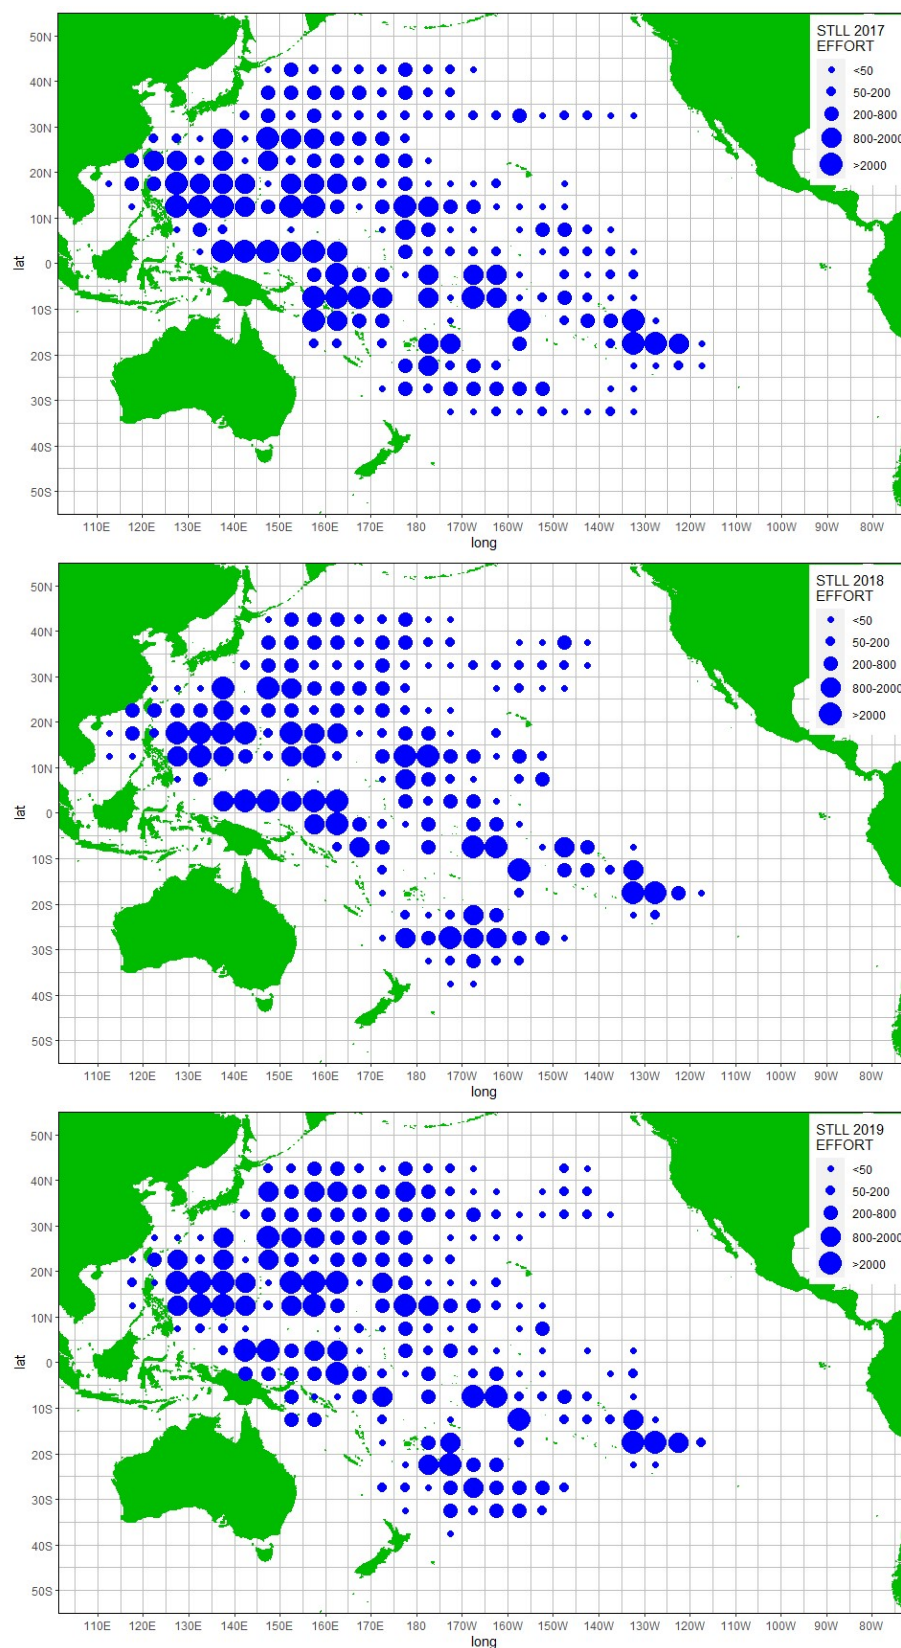 STLL 2017
EFFORT
<50
50-200
200-800
800-2000
>2000
50N
40N
30N
20N
10N
0
10S
20S
30S
40S
50S
lat
110E 120E 130E 140E 150E 160E 170E 180 170W 160W 150W 140W 130W 120W 110W 100W 90W 80W
long
STLL 2018
EFFORT
<50
50-200
200-800
800-2000
>2000
50N
40N
30N
20N
10N
0
10S
20S
30S
40S
50S
lat
110E 120E 130E 140E 150E 160E 170E 180 170W 160W 150W 140W 130W 120W 110W 100W 90W 80W
long
STLL 2019
EFFORT
<50
50-200
200-800
800-2000
>2000
50N
40N
30N
20N
10N
0
10S
20S
30S
40S
50S
lat
110E 120E 130E 140E 150E 160E 170E 180 170W 160W 150W 140W 130W 120W 110W 100W 90W 80W
long